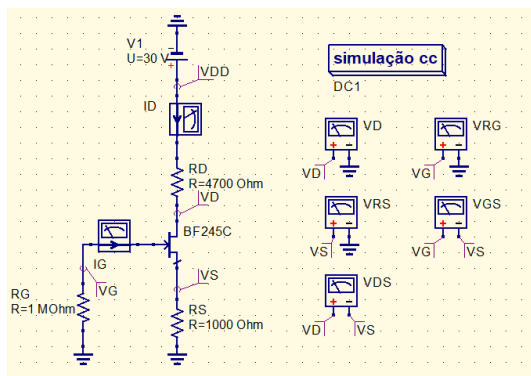 V1
U=30 V
-
+
VDD
ID
RD
R=4700 Ohm
VD
BF245C
IG
VG
RG
R=1 MOhm
VS
RS
R=1000 Ohm
simulação cc
DC1
VD
+ -
VD
VRG
+ -
VG
VRS
+ -
VS
VGS
+ -
VG VS
VDS
+ -
VD VS